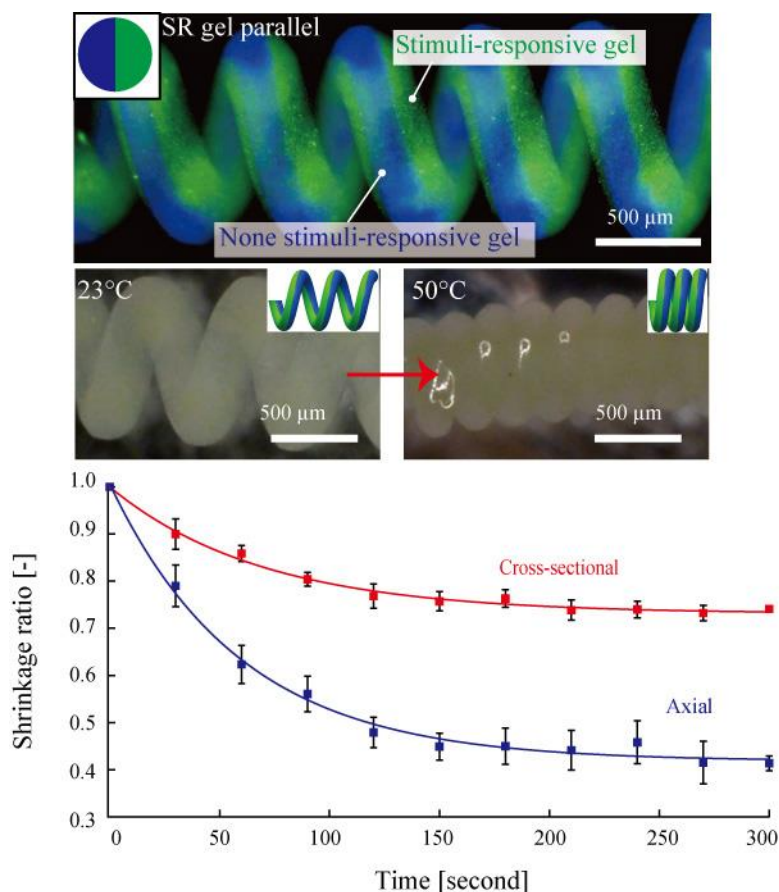 SR gel parallel
Stimuli-responsive gel
None stimuli-responsive gel
500 µm
23°C
500 µm
50°C
500 µm
1.0
0.9
0.8
0.7
0.6
0.5
0.4
0.3
Shrinkage ratio [-]
Cross-sectional
Axial
0
50
100
150
200
250
300
Time [second]